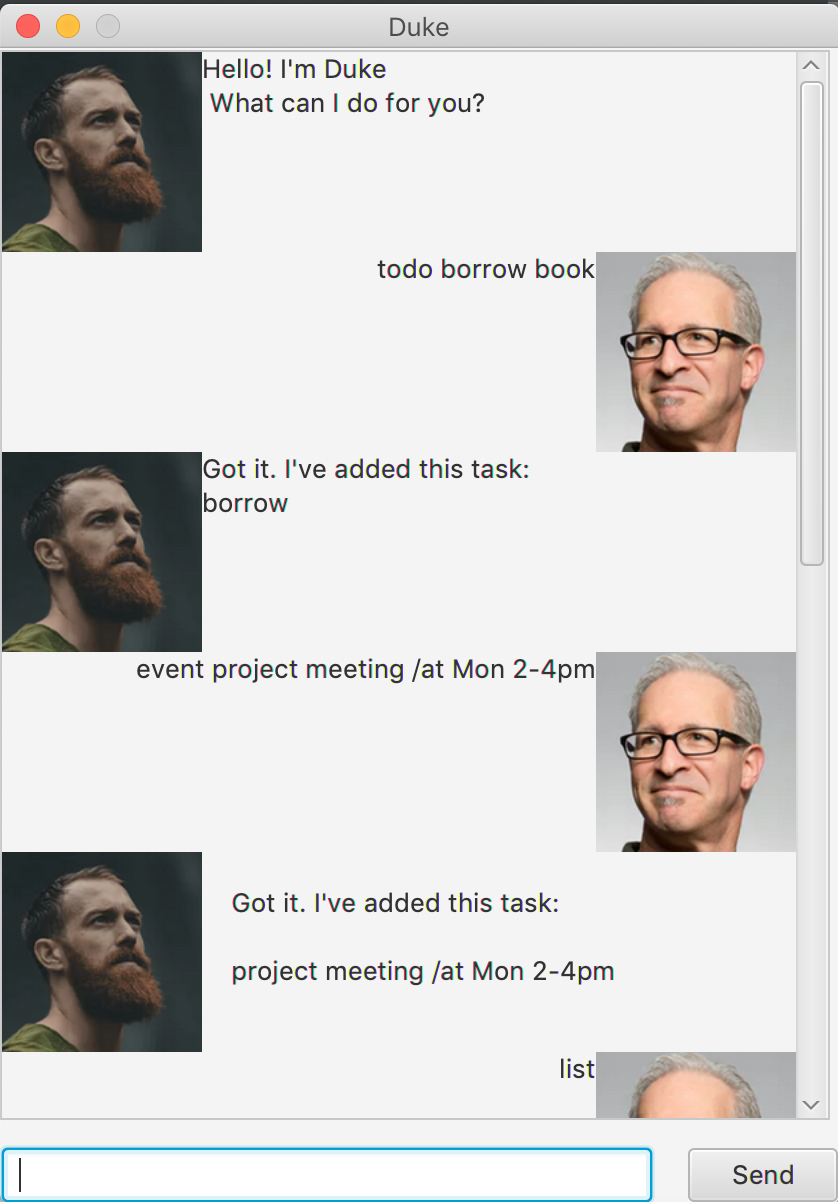 Duke
Hello! I'm Duke
What can I do for you?
todo borrow book
Got it. I've added this task:
borrow
event project meeting /at Mon 2-4pm
Got it. I've added this task:
project meeting /at Mon 2-4pm
list
Send